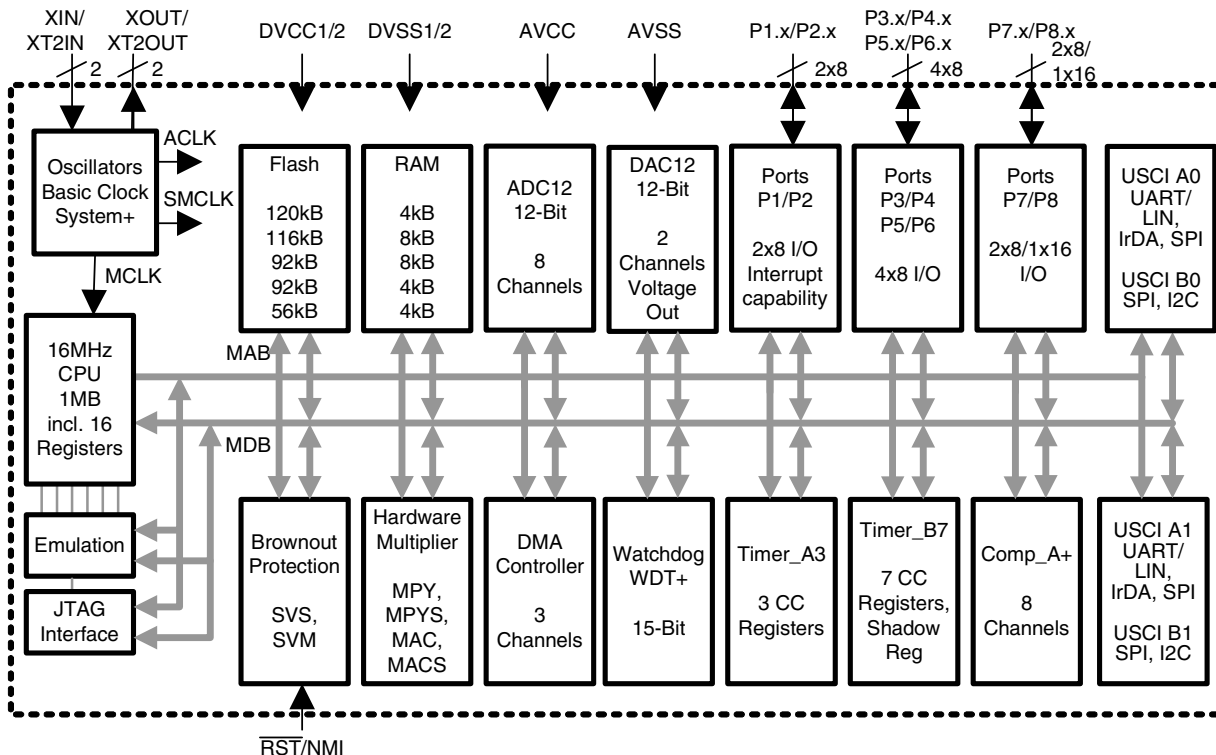 XIN/
XT2IN
2
XOUT/
XT2OUT
2
DVCC1/2
DVSS1/2
AVCC
AVSS
P1.x/P2.x
2x8
P3.x/P4.x
P5.x/P6.x
4x8
P7.x/P8.x
2x8/
1x16
Oscillators
Basic Clock
System+
ACLK
SMCLK
MCLK
Flash
120kB
116kB
92kB
92kB
56kB
RAM
4kB
8kB
8kB
4kB
4kB
ADC12
12-Bit
8
Channels
DAC12
12-Bit
2
Channels
Voltage
Out
Ports
P1/P2
2x8 I/O
Interrupt
capability
Ports
P3/P4
P5/P6
4x8 I/O
Ports
P7/P8
2x8/1x16
I/O
USCI A0
UART/
LIN,
IrDA, SPI
USCI B0
SPI, I2C
16MHz
CPU
1MB
incl. 16
Registers
MAB
MDB
Emulation
JTAG
Interface
Brownout
Protection
SVS,
SVM
Hardware
Multiplier
MPY,
MPYS,
MAC,
MACS
DMA
Controller
3
Channels
Watchdog
WDT+
15-Bit
Timer_A3
3 CC
Registers
Timer_B7
7 CC
Registers,
Shadow
Reg
Comp_A+
8
Channels
USCI A1
UART/
LIN,
IrDA, SPI
USCI B1
SPI, I2C
RST/NMI